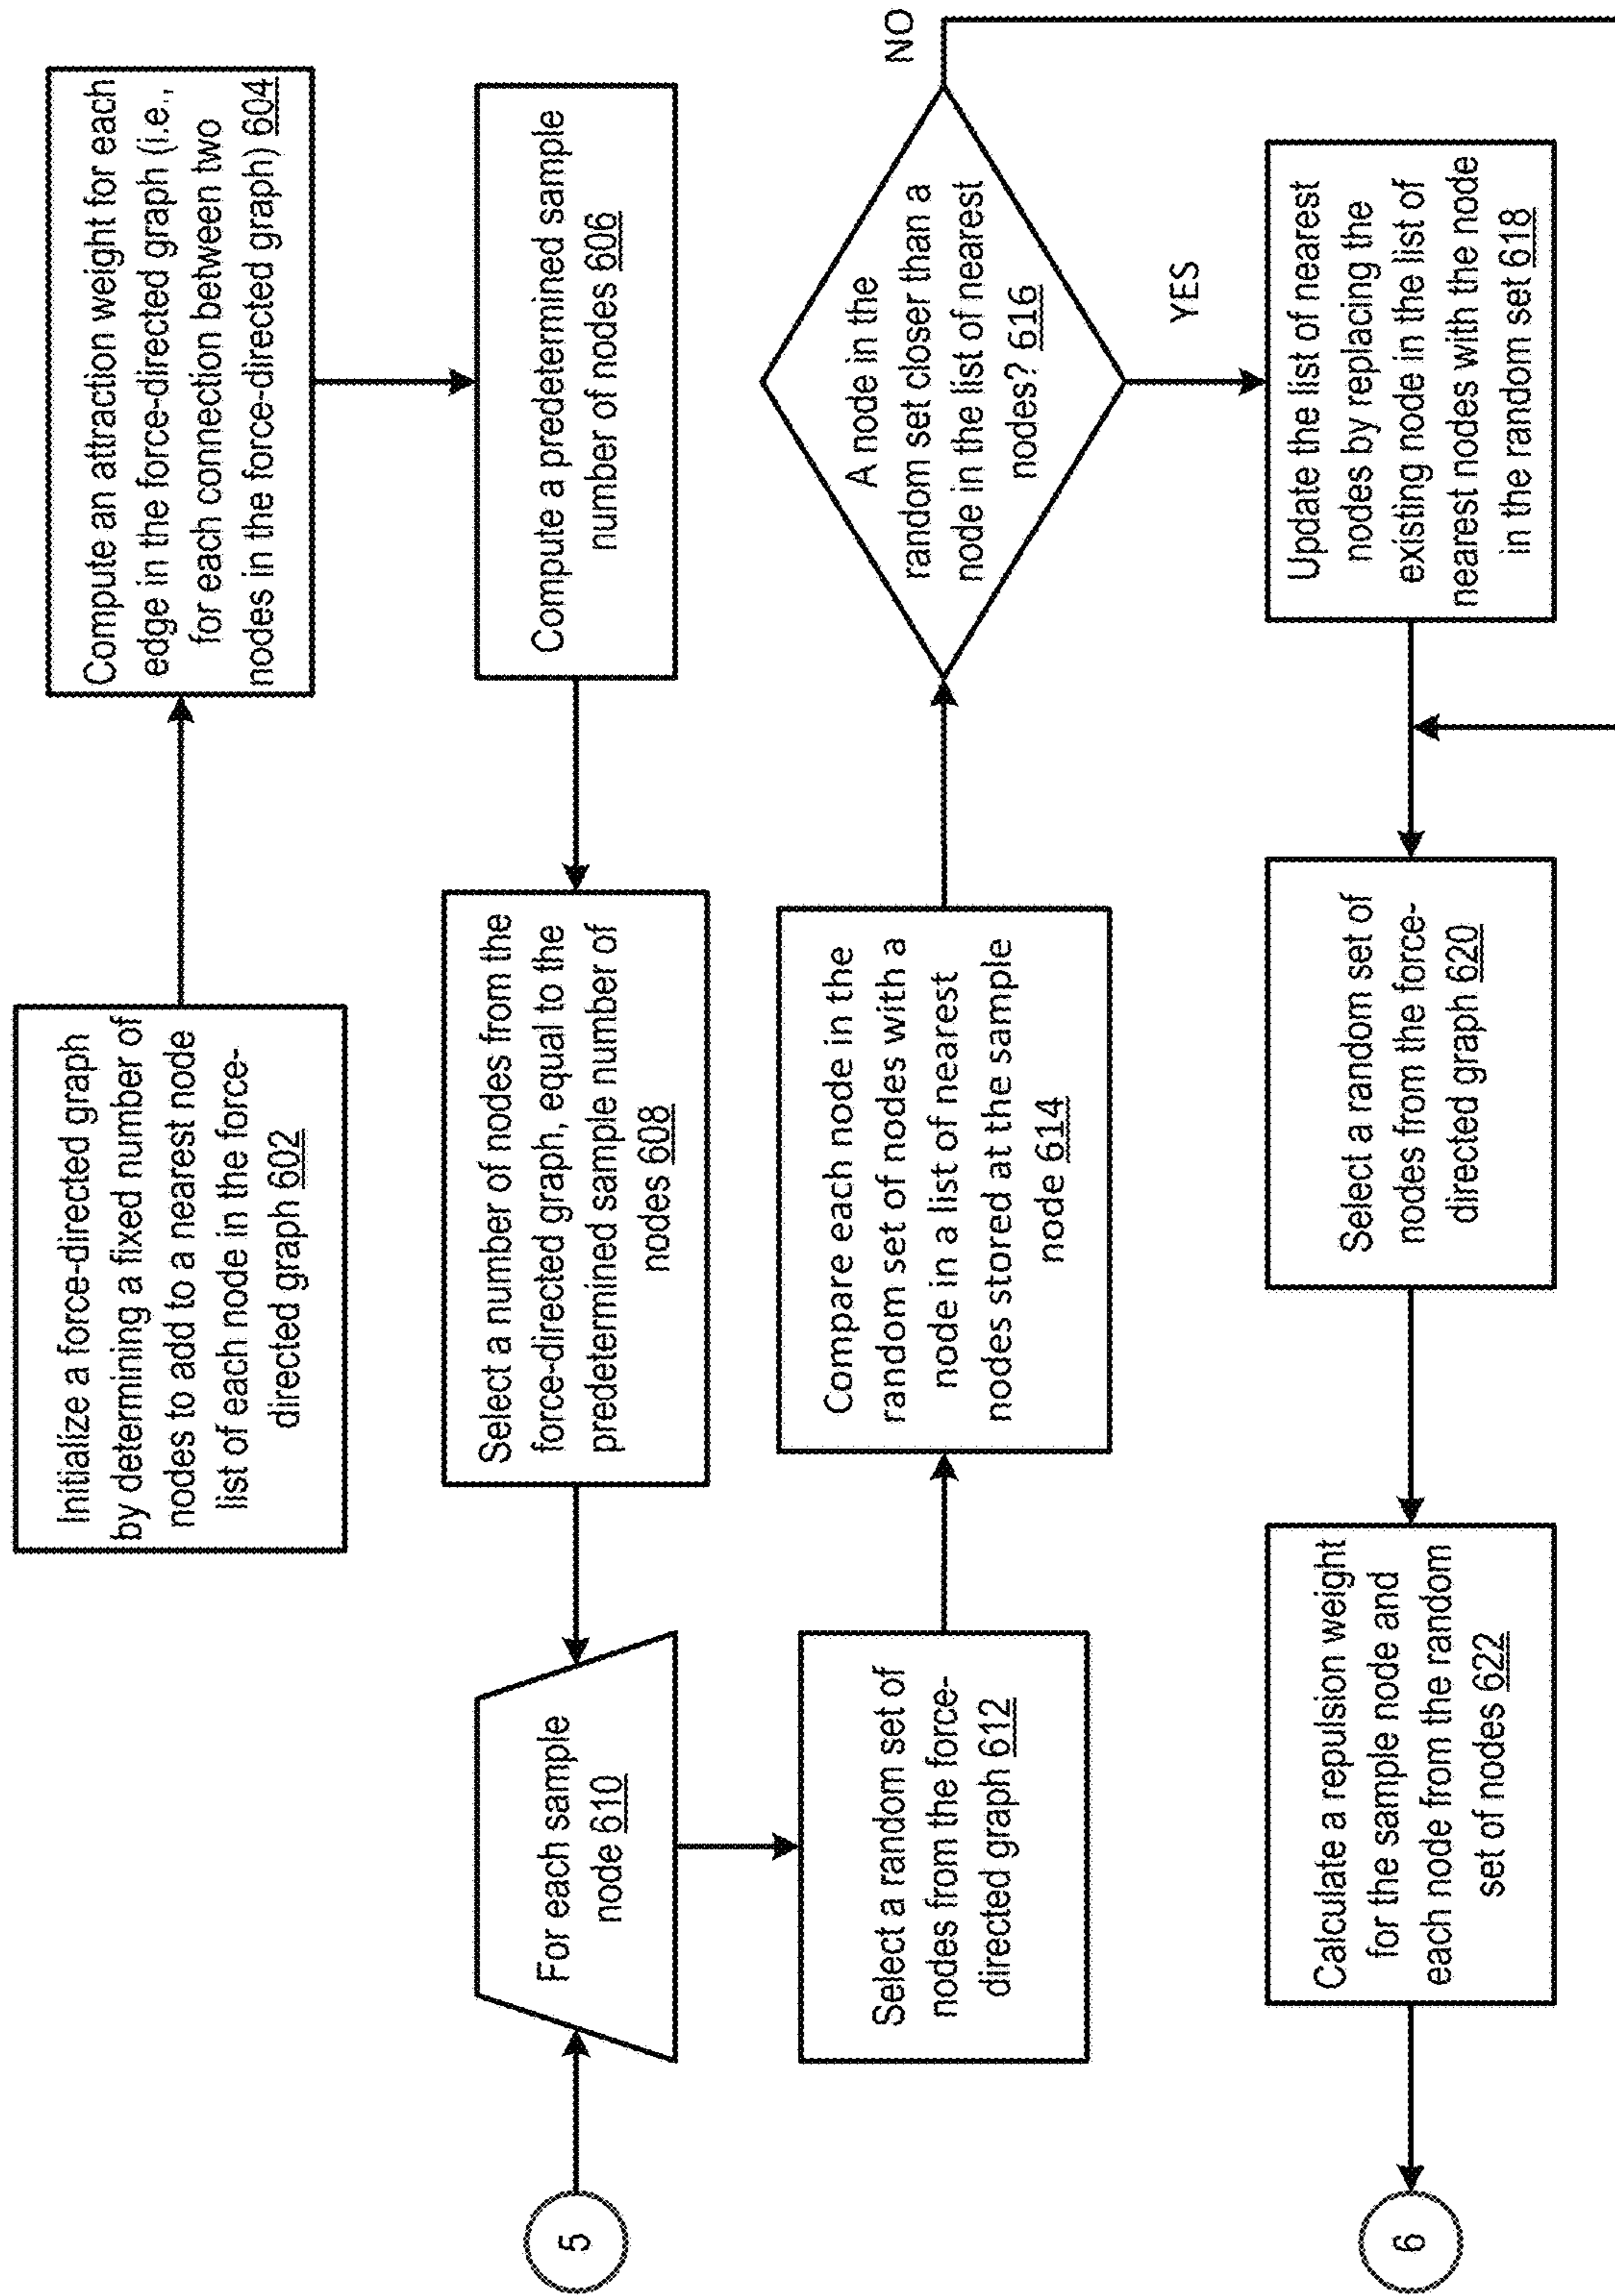 Initialize a force-directed graph
by determining a fixed number of
nodes to add to a nearest node
list of each node in the force-
directed graph 602
Compute an attraction weight for each
edge in the force-directed graph (i.e.,
for each connection between two
nodes in the force-directed graph) 604
Compute a predetermined sample
number of nodes 606
Select a number of nodes from the
force-directed graph, equal to the
predetermined sample number of
nodes 608
For each sample
node 610
5
Select a random set of
nodes from the force-
directed graph 612
Compare each node in the
random set of nodes with a
node in a list of nearest
nodes stored at the sample
node 614
A node in the
random set closer than a
node in the list of nearest
nodes? 616
NO
YES
Update the list of nearest
nodes by replacing the
existing node in the list of
nearest nodes with the node
in the random set 618
Select a random set of
nodes from the force-
directed graph 620
Calculate a repulsion weight
for the sample node and
each node from the random
set of nodes 622
6